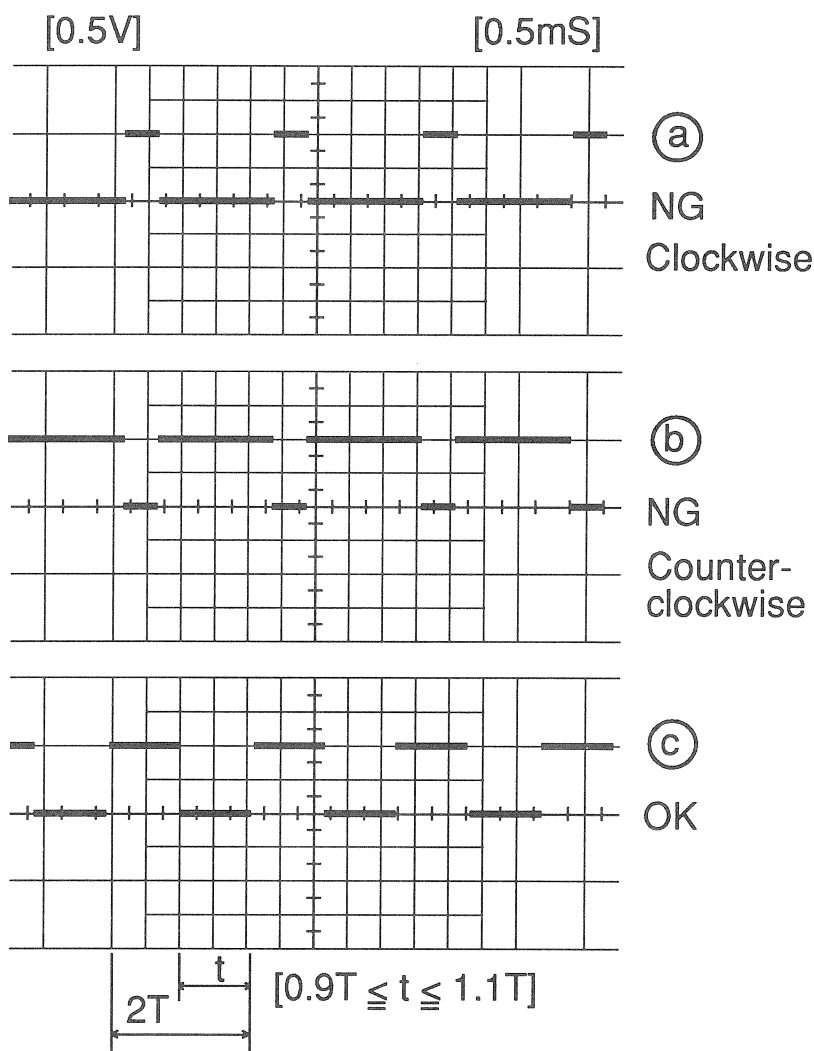 [0.5V] [0.5mS]
ⓐ
NG
Clockwise
ⓑ
NG
Counter-
clockwise
ⓒ
OK
t
[0.9T ≦ t ≦ 1.1T]
2T